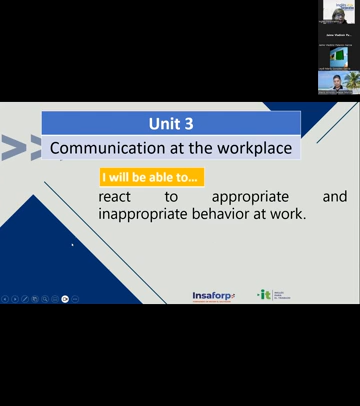 Unit 3
Communication at the workplace
I will be able to...
react to appropriate and
inappropriate behavior at work.
Insaforp
it